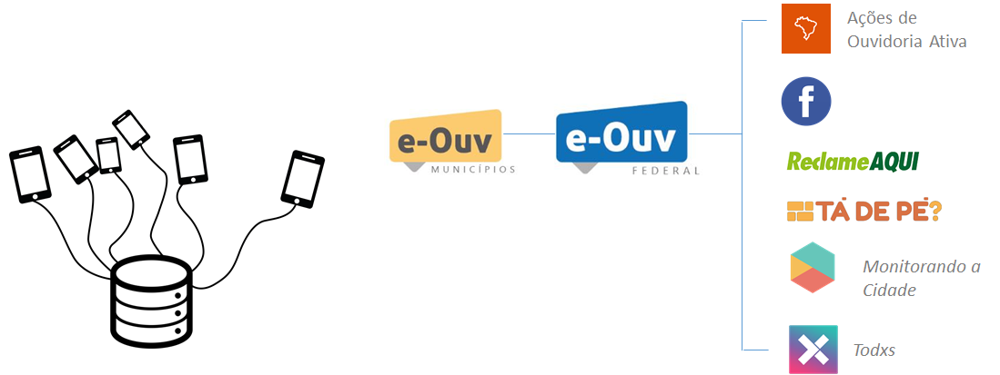 e-Ouv
MUNICÍPIOS
e-Ouv
FEDERAL
Ações de
Ouvidoria Ativa
f
ReclameAQUI
TÁ DE PÉ?
Monitorando a
Cidade
Todxs